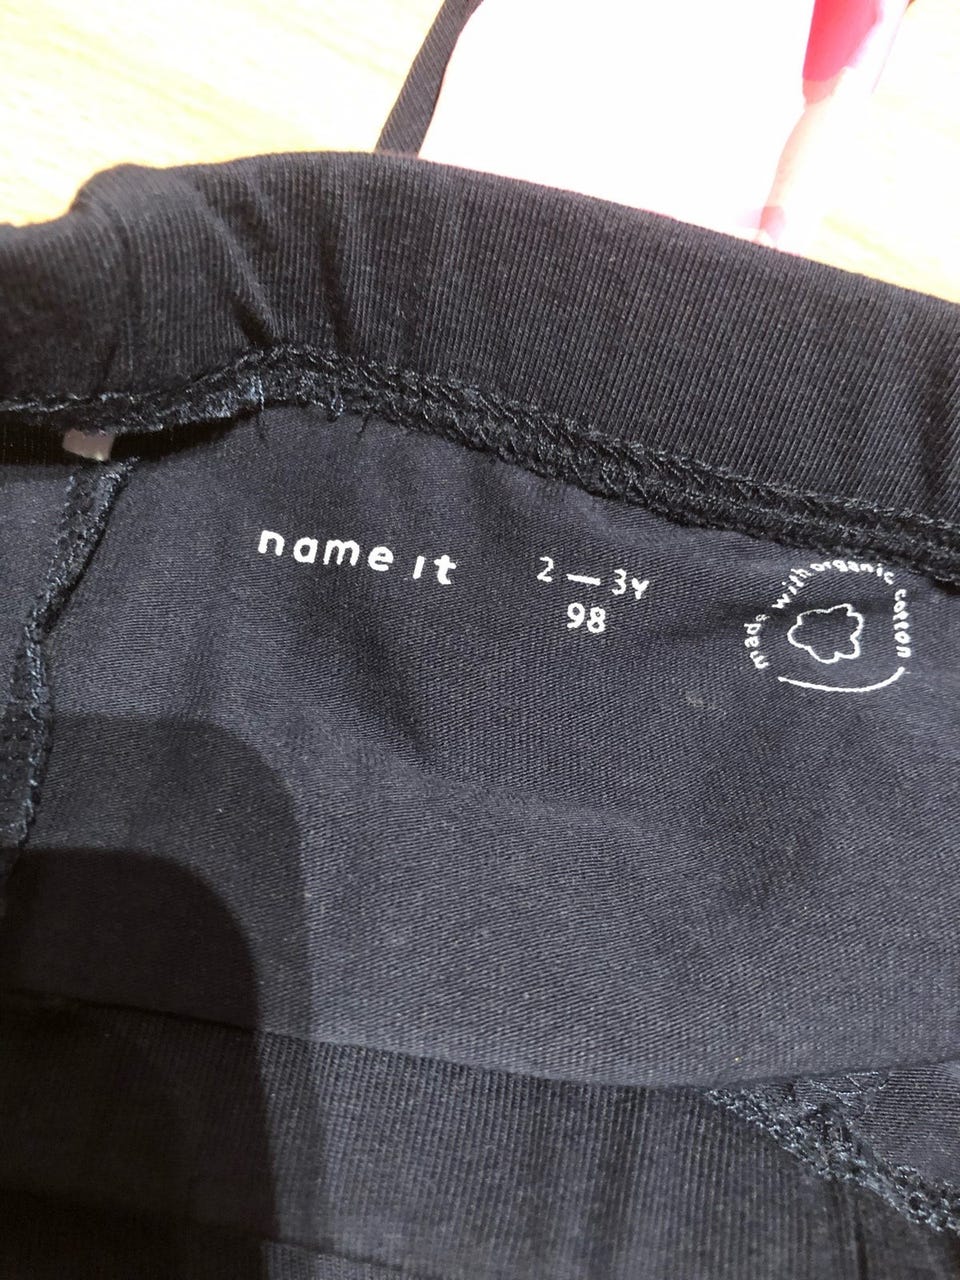 name it
2 — 3Y
98
made with organic cotton